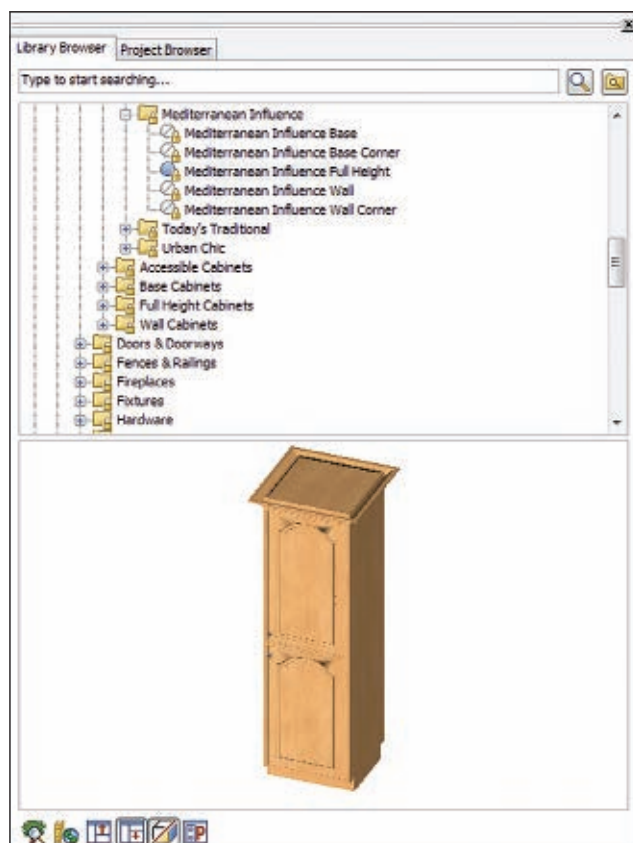 Library Browser Project Browser
Type to start searching...
Mediterranean Influence
Mediterranean Influence Base
Mediterranean Influence Base Corner
Mediterranean Influence Full Height
Mediterranean Influence Wall
Mediterranean Influence Wall Corner
Today's Traditional
Urban Chic
Accessible Cabinets
Base Cabinets
Full Height Cabinets
Wall Cabinets
Doors & Doorways
Fences & Railings
Fireplaces
Fixtures
Hardware
P